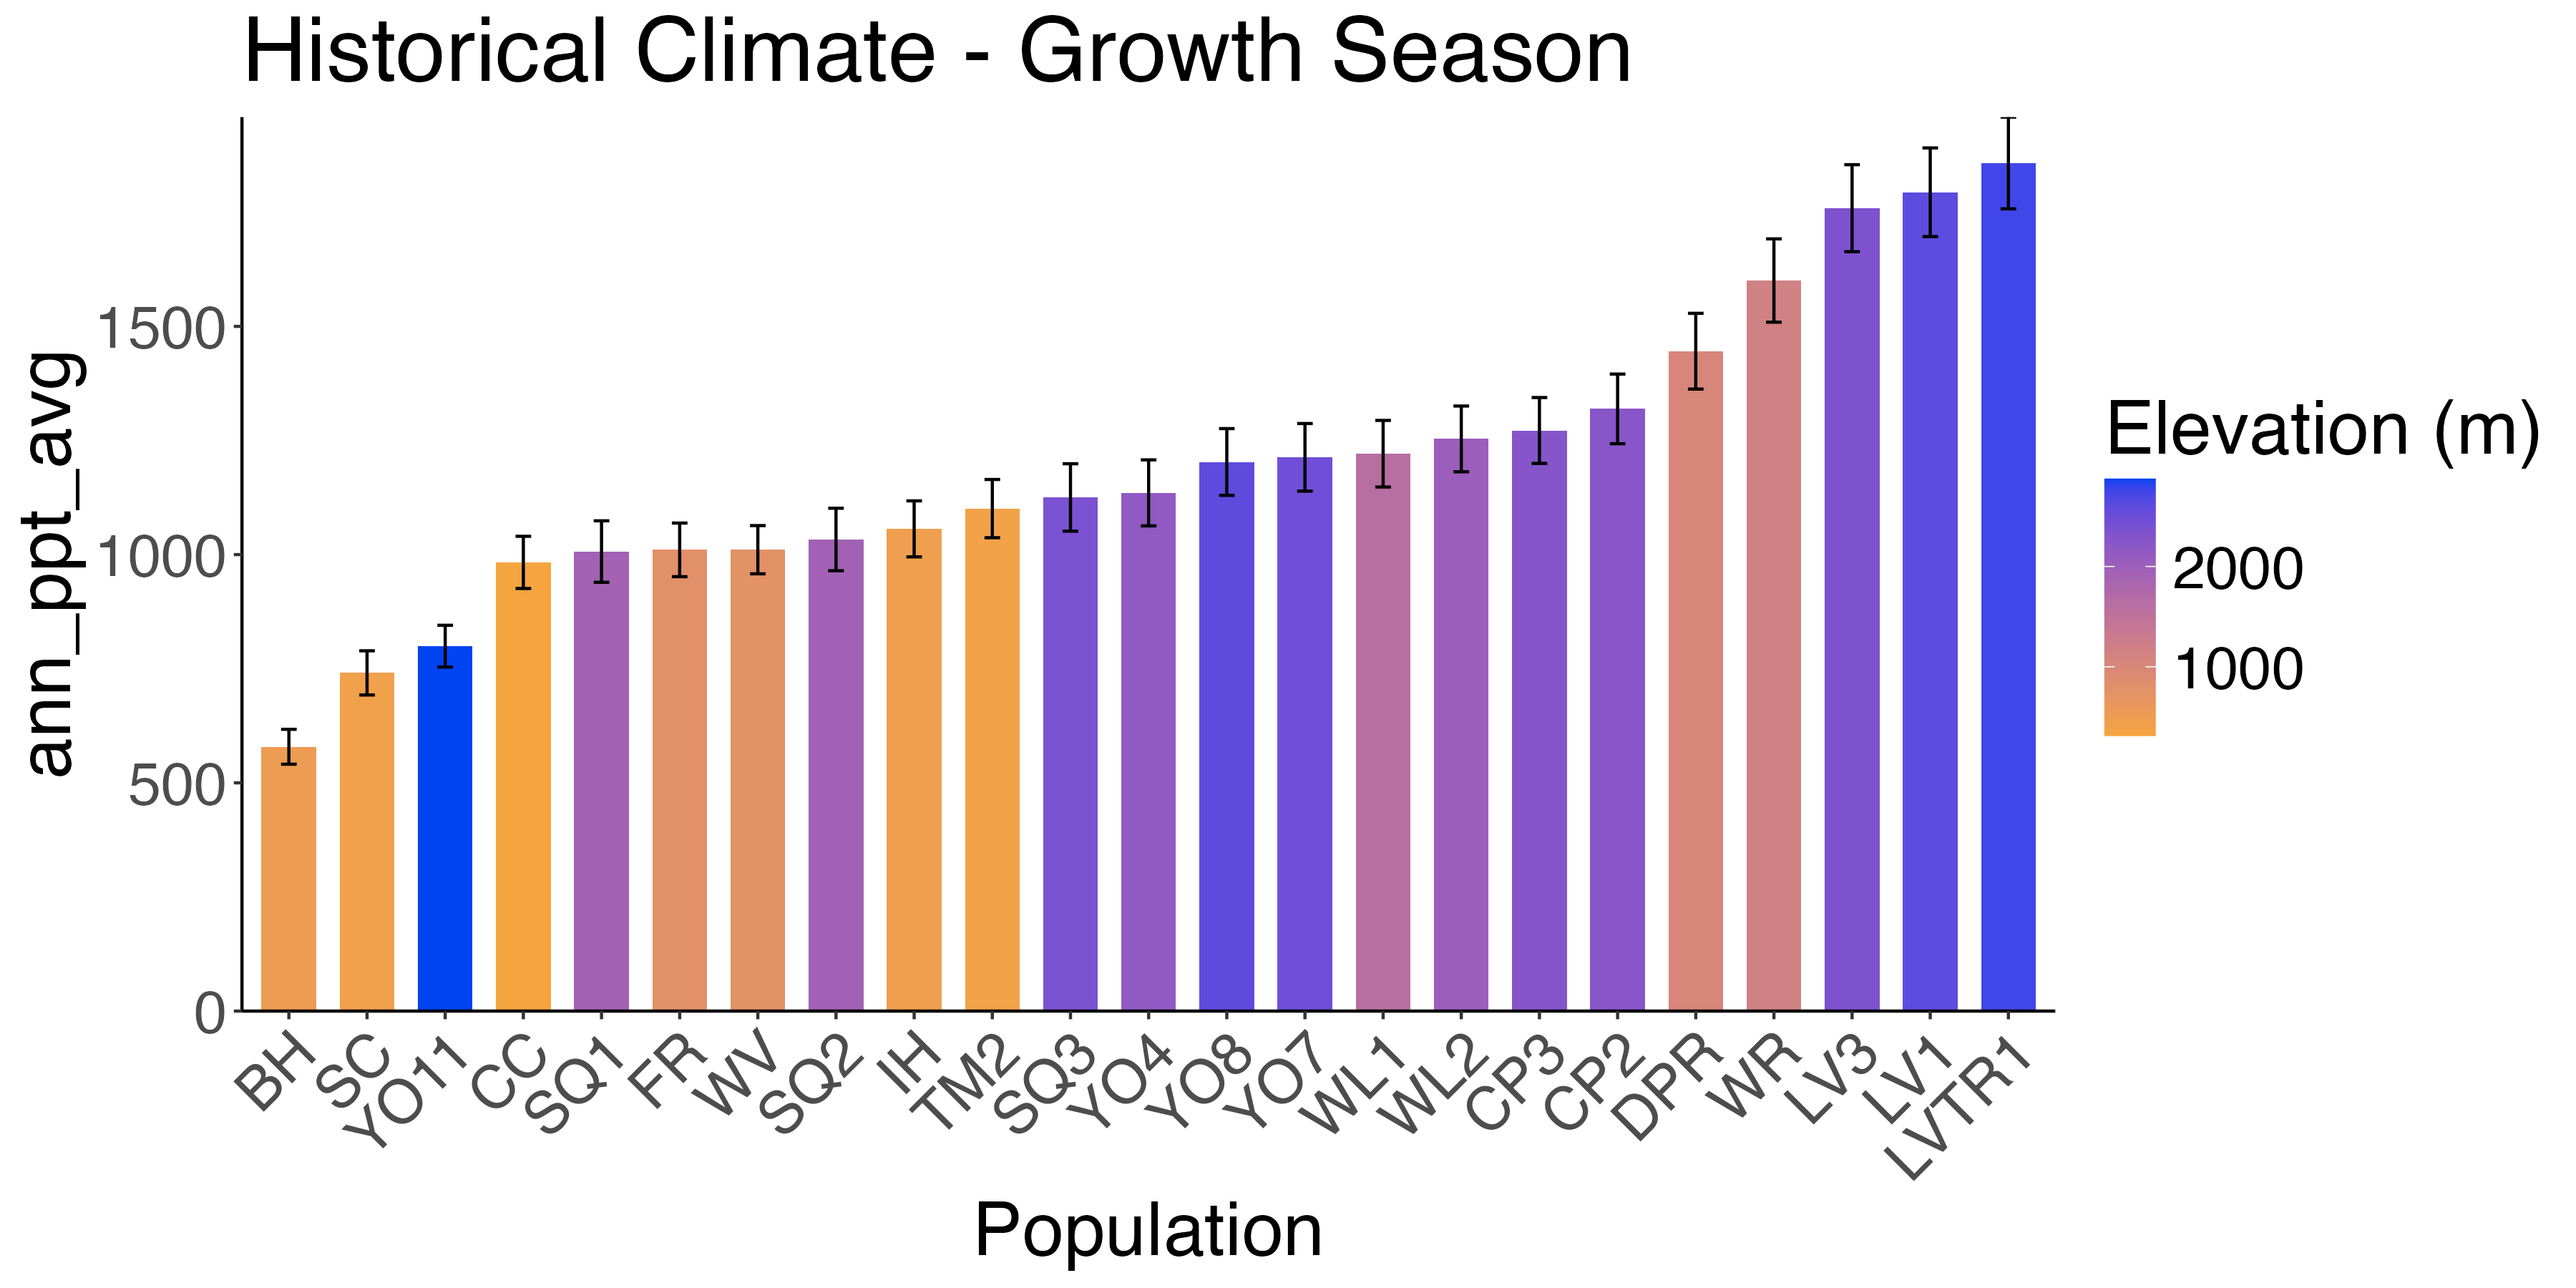 Historical Climate - Growth Season
ann_ppt_avg
1500
1000
500
0
BH
SC
YO11
CC
SQ1
FR
WV
SQ2
IH
TM2
SQ3
YO4
YO8
YO7
WL1
WL2
CP3
CP2
DPR
WR
LV3
LV1
LVTR1
Population
Elevation (m)
2000
1000